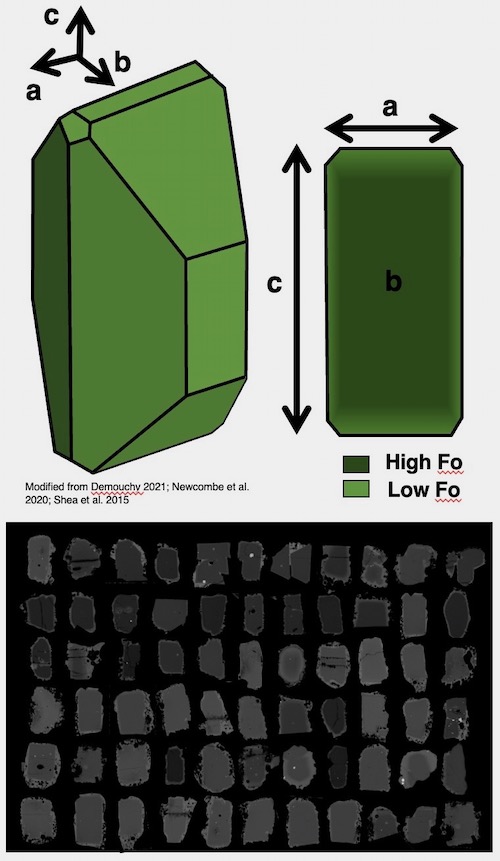 c
b
a
a
c
b
High Fo
Low Fo
Modified from Demouchy 2021; Newcombe et al.
2020; Shea et al. 2015